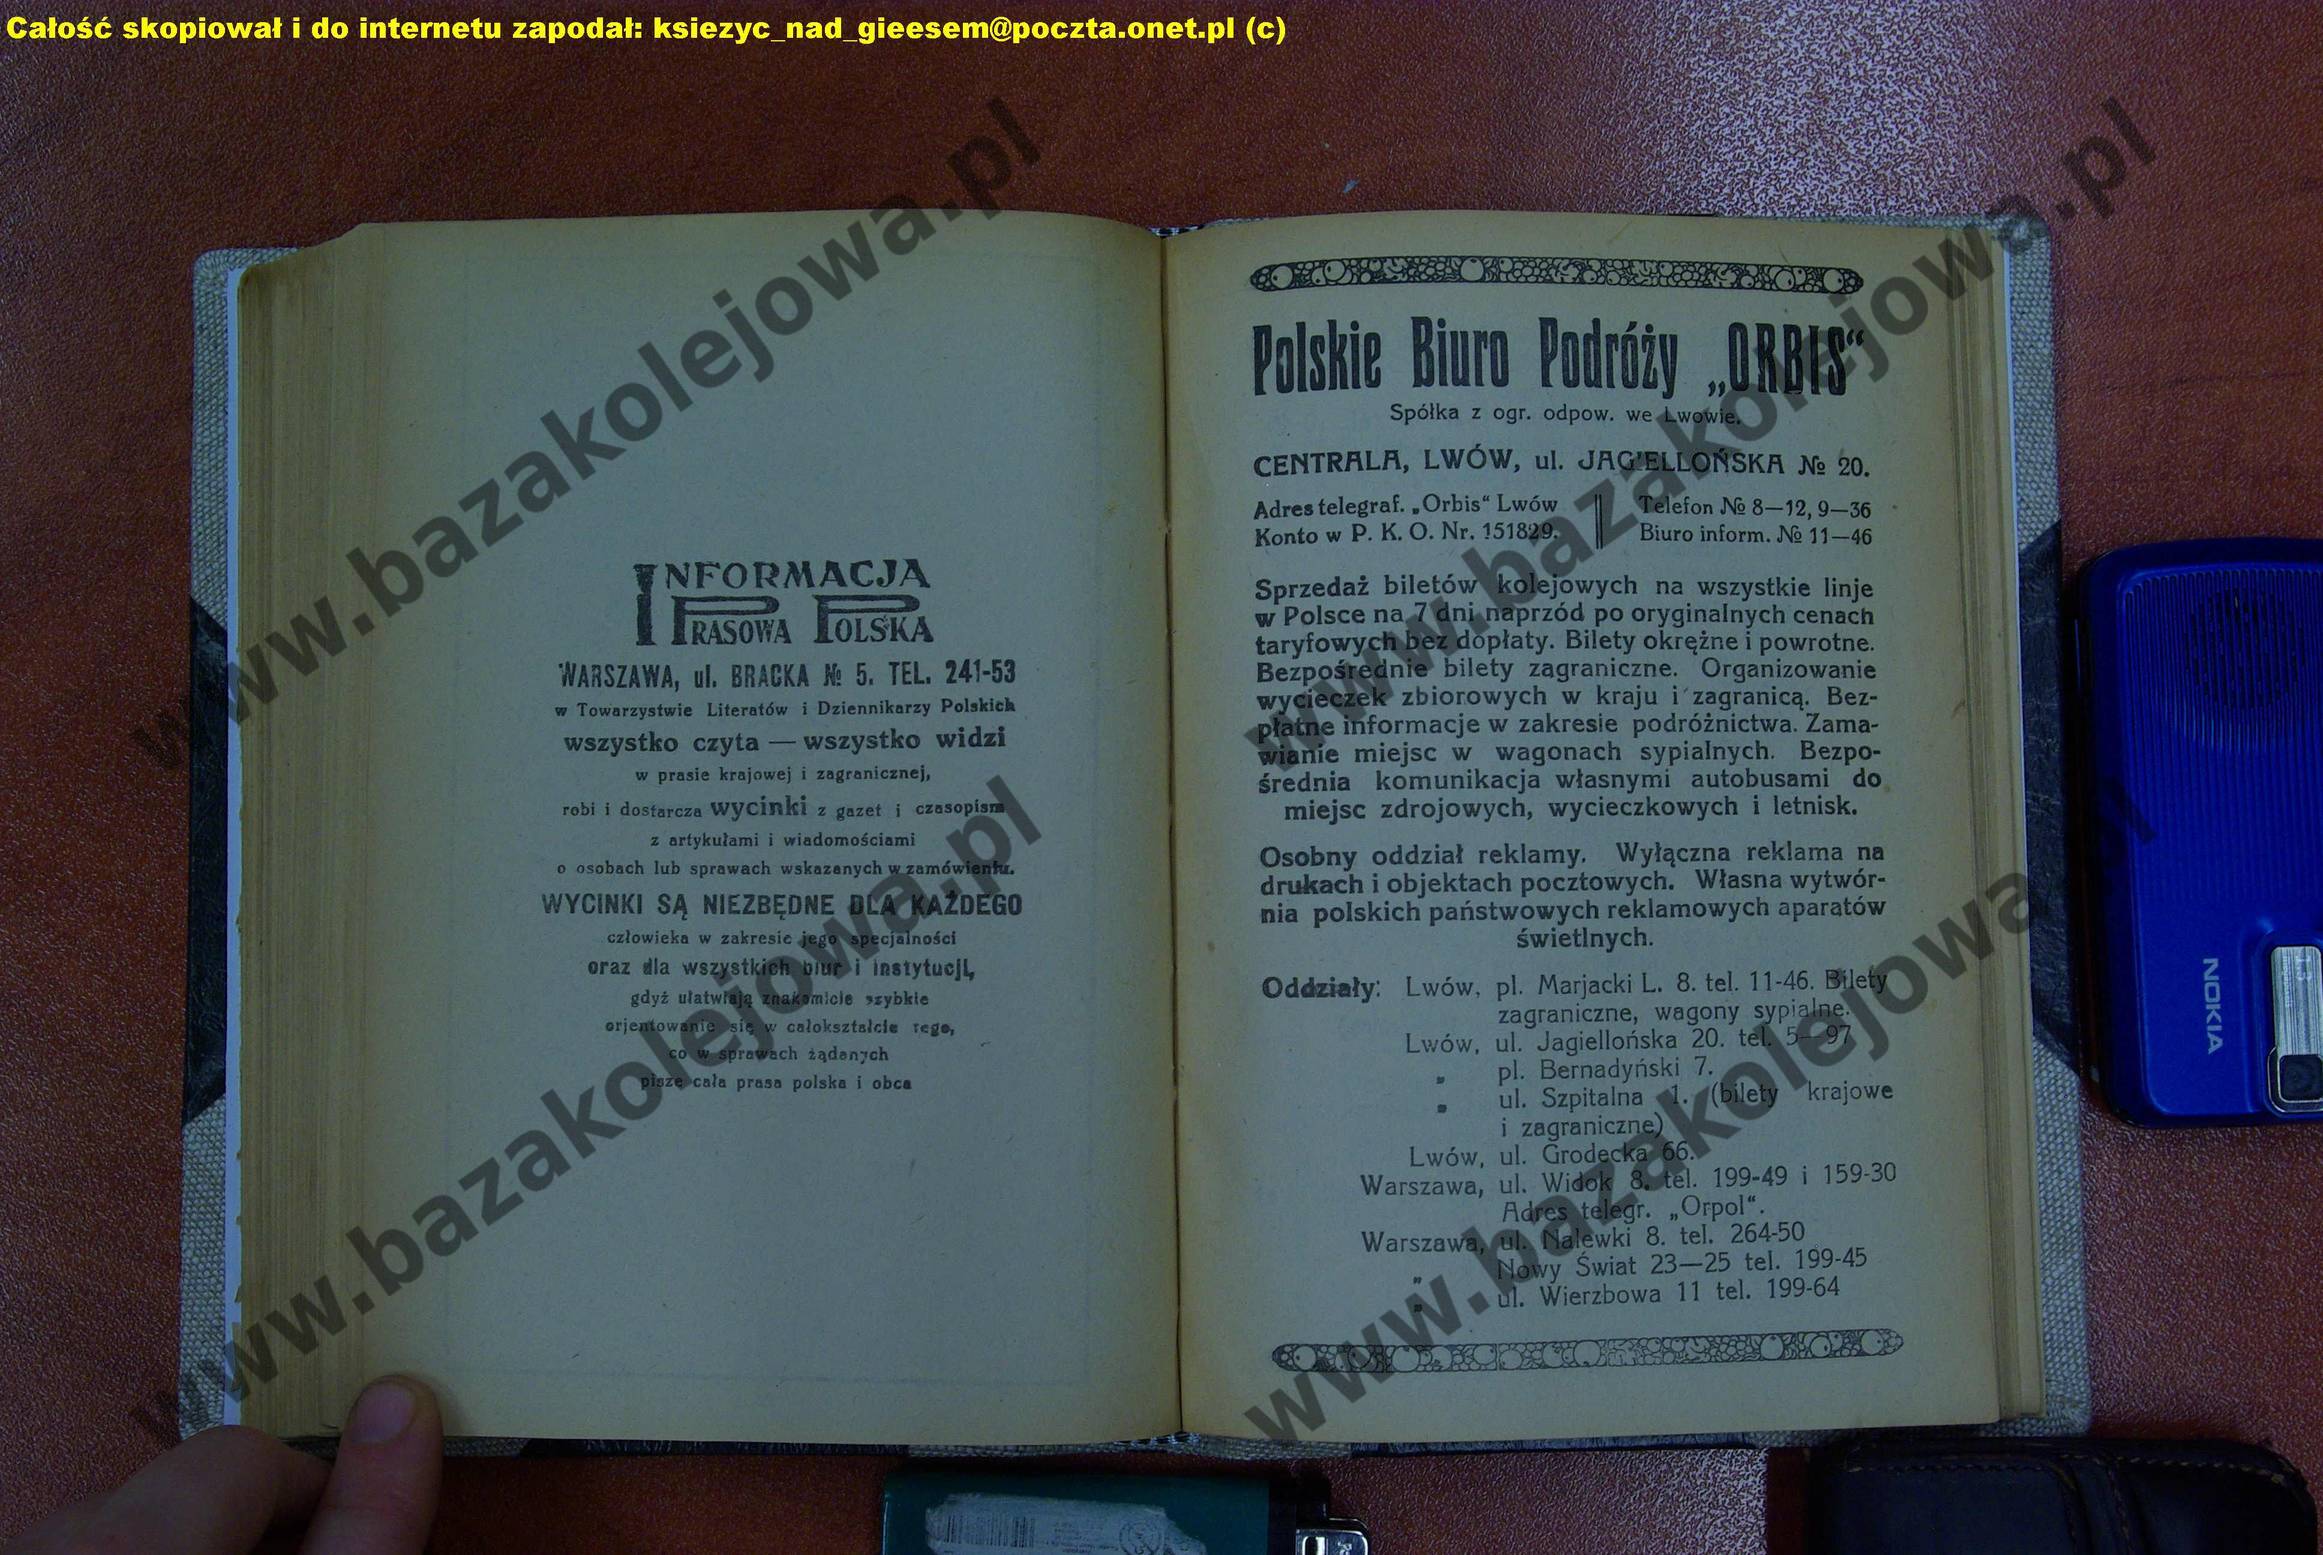 Całość skopiował i do internetu zapodał: ksiezyc_nad_gieesem@poczta.onet.pl (c)
INFORMACJA
PRASOWA POLSKA
WARSZAWA, ul. BRACKA № 5. TEL. 241-53
w Towarzystwie Literatów i Dziennikarzy Polskich
wszystko czyta — wszystko widzi
w prasie krajowej i zagranicznej,
robi i dostarcza wycinki z gazet i czasopism
z artykułami i wiadomościami
o osobach lub sprawach wskazanych w zamówieniu.
WYCINKI SĄ NIEZBĘDNE DLA KAŻDEGO
człowieka w zakresie jego specjalności
oraz dla wszystkich biur i instytucji,
gdyż ułatwiają znakomicie szybkie
orjentowanie się w całokształcie tego,
co w sprawach żądanych
pisze cała prasa polska i obca
Polskie Biuro Podróży „ORBIS“
Spółka z ogr. odpow. we Lwowie.
CENTRALA, LWÓW, ul. JAGIELLOŃSKA № 20.
Adres telegraf. „Orbis“ Lwów
Konto w P. K. O. Nr. 151829.
Telefon № 8—12, 9—36
Biuro inform. № 11—46
Sprzedaż biletów kolejowych na wszystkie linje
w Polsce na 7 dni naprzód po oryginalnych cenach
taryfowych bez dopłaty. Bilety okrężne i powrotne.
Bezpośrednie bilety zagraniczne. Organizowanie
wycieczek zbiorowych w kraju i zagranicą. Bez-
płatne informacje w zakresie podróżnictwa. Zama-
wianie miejsc w wagonach sypialnych. Bezpo-
średnia komunikacja własnymi autobusami do
miejsc zdrojowych, wycieczkowych i letnisk.
Osobny oddział reklamy. Wyłączna reklama na
drukach i objektach pocztowych. Własna wytwór-
nia polskich państwowych reklamowych aparatów
świetlnych.
Oddziały: Lwów, pl. Marjacki L. 8. tel. 11-46. Bilety
zagraniczne, wagony sypialne.
Lwów, ul. Jagiellońska 20. tel. 5—97
„ pl. Bernadyński 7.
„ ul. Szpitalna 1. (bilety krajowe
i zagraniczne)
Lwów, ul. Grodecka 66.
Warszawa, ul. Widok 8. tel. 199-49 i 159-30
Adres telegr. „Orpol“.
Warszawa, ul. Nalewki 8. tel. 264-50
„ Nowy Świat 23—25 tel. 199-45
„ ul. Wierzbowa 11 tel. 199-64
www.bazakolejowa.pl
www.bazakolejowa.pl
www.bazakolejowa.pl
www.bazakolejowa.pl
NOKIA